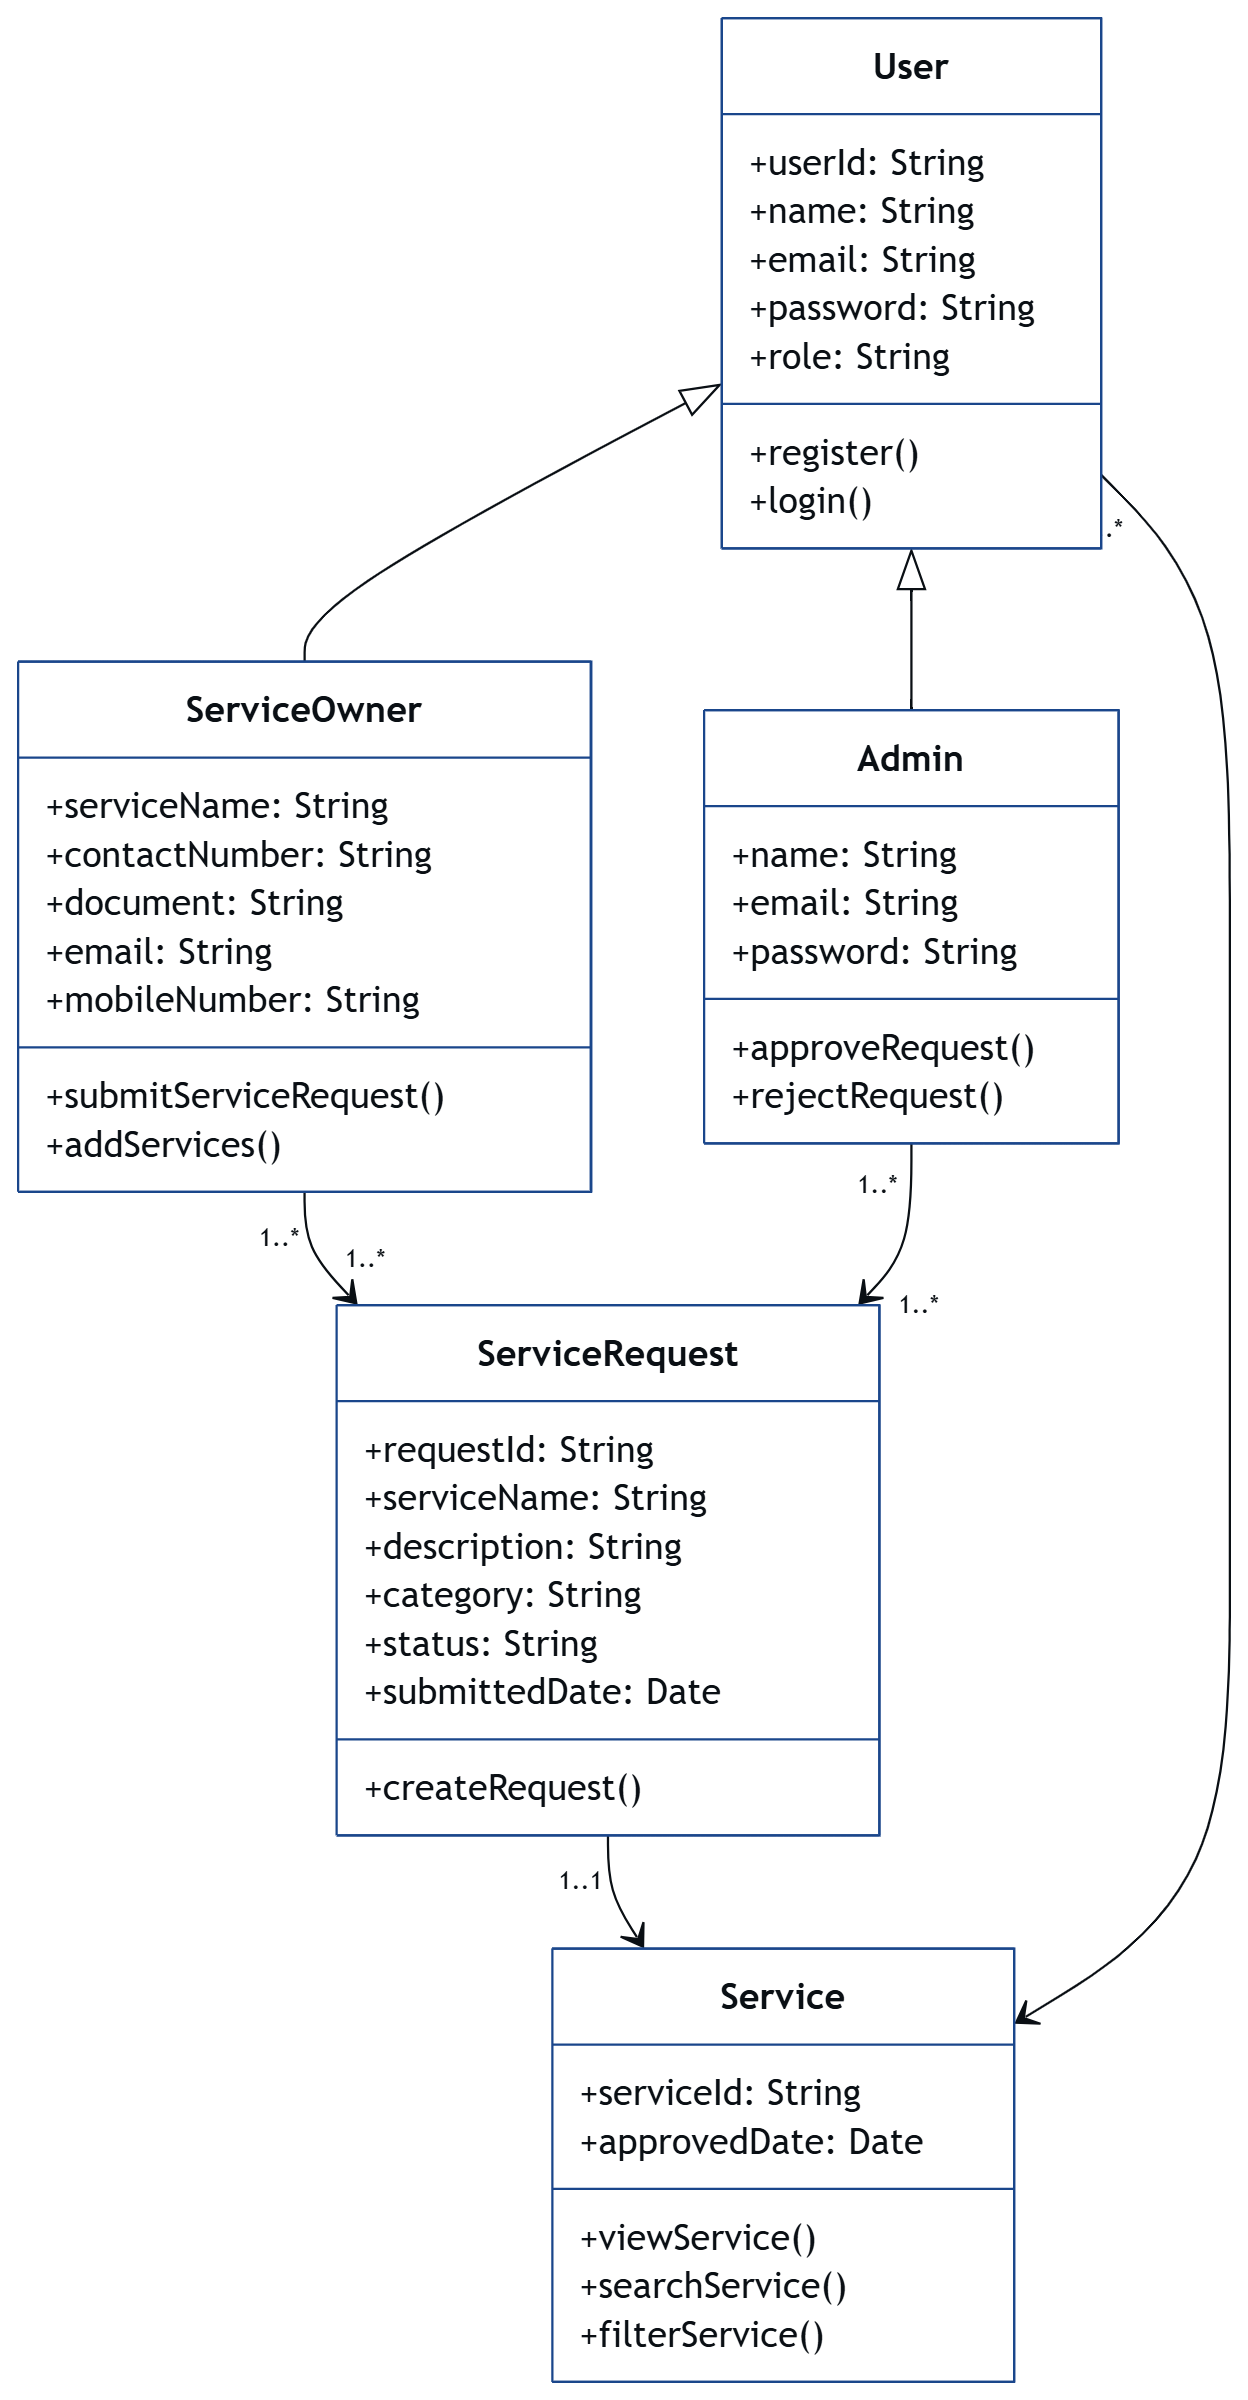 User
+userId: String
+name: String
+email: String
+password: String
+role: String
+register()
+login()
.*
ServiceOwner
+serviceName: String
+contactNumber: String
+document: String
+email: String
+mobileNumber: String
+submitServiceRequest()
+addServices()
Admin
+name: String
+email: String
+password: String
+approveRequest()
+rejectRequest()
1..*
1..*
1..*
1..*
ServiceRequest
+requestId: String
+serviceName: String
+description: String
+category: String
+status: String
+submittedDate: Date
+createRequest()
1..1
Service
+serviceId: String
+approvedDate: Date
+viewService()
+searchService()
+filterService()